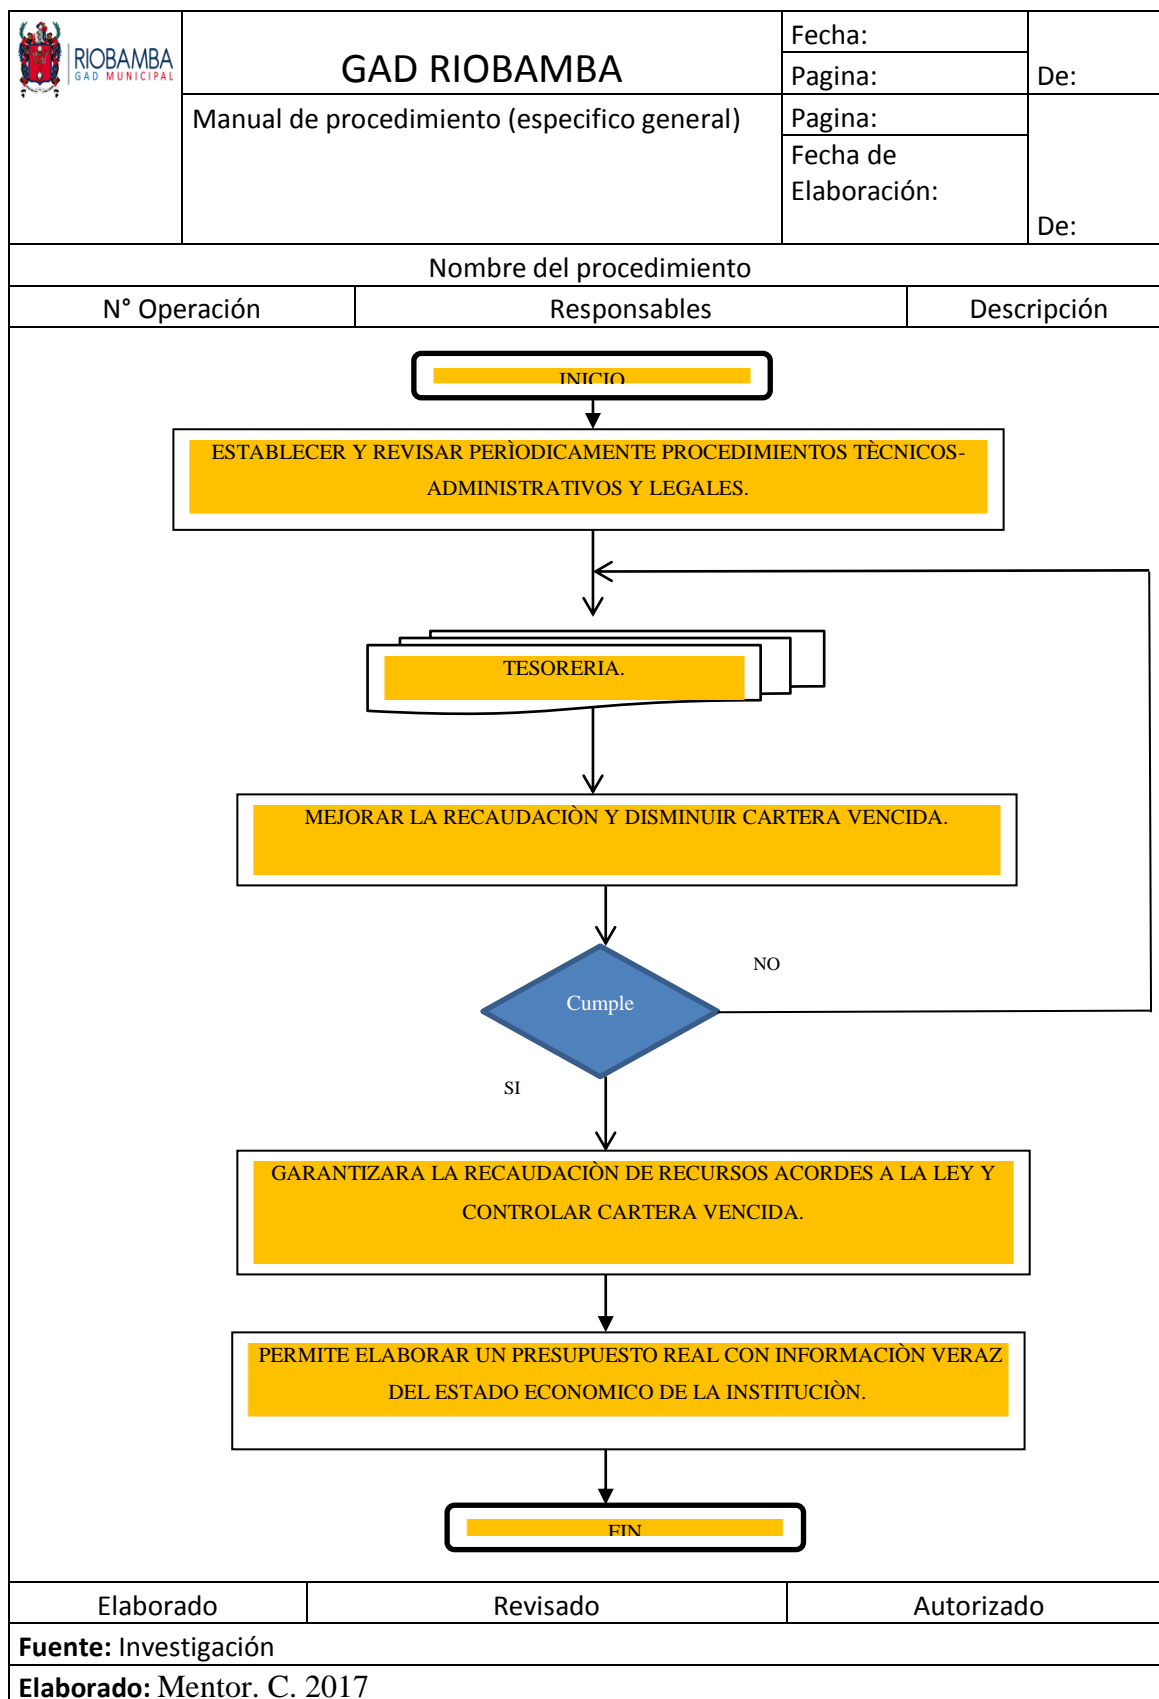 RIOBAMBA
GAD MUNICIPAL
GAD RIOBAMBA
Fecha:
Pagina:
De:
Manual de procedimiento (especifico general)
Pagina:
Fecha de
Elaboración:
De:
Nombre del procedimiento
N° Operación
Responsables
Descripción
INICIO
ESTABLECER Y REVISAR PERÌODICAMENTE PROCEDIMIENTOS TÈCNICOS-
ADMINISTRATIVOS Y LEGALES.
TESORERIA.
MEJORAR LA RECAUDACIÒN Y DISMINUIR CARTERA VENCIDA.
NO
Cumple
SI
GARANTIZARA LA RECAUDACIÒN DE RECURSOS ACORDES A LA LEY Y
CONTROLAR CARTERA VENCIDA.
PERMITE ELABORAR UN PRESUPUESTO REAL CON INFORMACIÒN VERAZ
DEL ESTADO ECONOMICO DE LA INSTITUCIÒN.
FIN
Elaborado
Revisado
Autorizado
Fuente: Investigación
Elaborado: Mentor. C. 2017